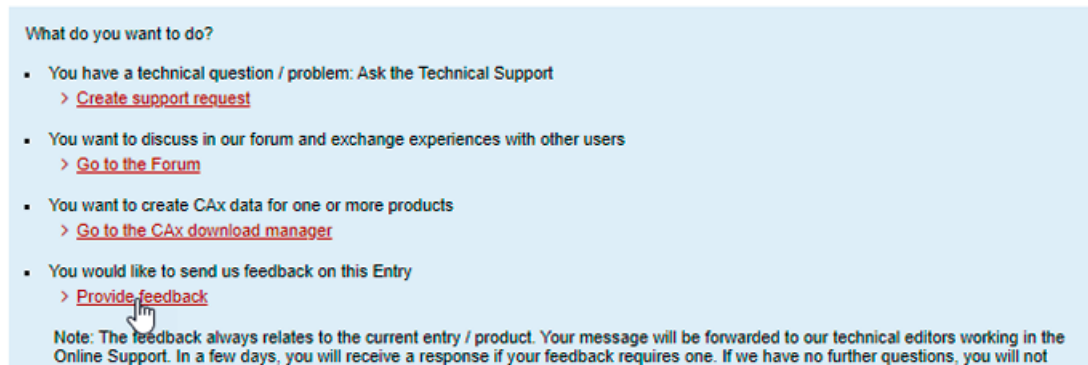 What do you want to do?
▪ You have a technical question / problem: Ask the Technical Support
> Create support request
▪ You want to discuss in our forum and exchange experiences with other users
> Go to the Forum
▪ You want to create CAx data for one or more products
> Go to the CAx download manager
▪ You would like to send us feedback on this Entry
> Provide feedback
Note: The feedback always relates to the current entry / product. Your message will be forwarded to our technical editors working in the
Online Support. In a few days, you will receive a response if your feedback requires one. If we have no further questions, you will not